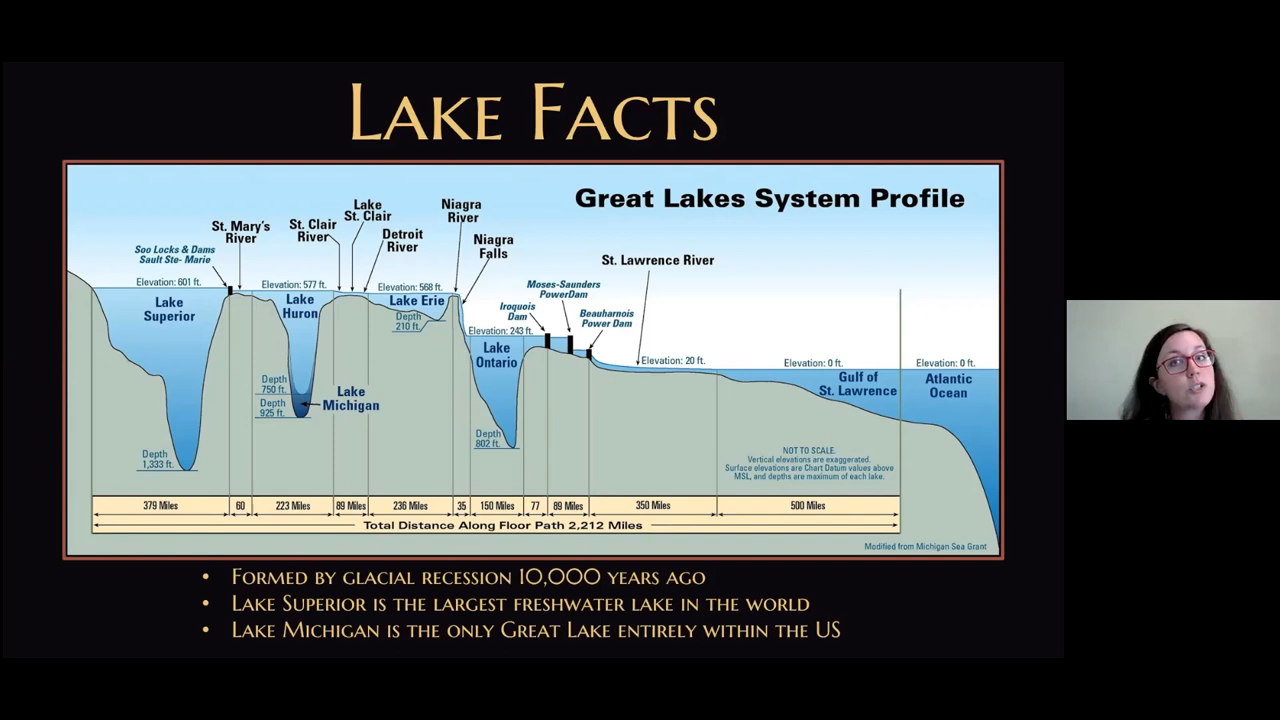 Lake Facts
Great Lakes System Profile
Lake
St. Clair
Niagra
River
St. Mary's
River
St. Clair
River
Detroit
River
Niagra
Falls
Soo Locks & Dams
Sault Ste- Marie
St. Lawrence River
Moses-Saunders
PowerDam
Iroquois
Dam
Beauharnois
Power Dam
Elevation: 601 ft.
Elevation: 577 ft.
Elevation: 568 ft.
Elevation: 243 ft.
Elevation: 20 ft.
Elevation: 0 ft.
Elevation: 0 ft.
Lake
Superior
Lake
Huron
Lake Erie
Depth
210 ft.
Lake
Ontario
Gulf of
St. Lawrence
Atlantic
Ocean
Depth
750 ft.
Depth
925 ft.
Lake
Michigan
Depth
802 ft.
Depth
1,333 ft.
NOT TO SCALE.
Vertical elevations are exaggerated.
Surface elevations are Chart Datum values above
MSL, and depths are maximum of each lake.
379 Miles
60
223 Miles
89 Miles
236 Miles
35
150 Miles
77
89 Miles
350 Miles
500 Miles
Total Distance Along Floor Path 2,212 Miles
Modified from Michigan Sea Grant
• Formed by glacial recession 10,000 years ago
• Lake Superior is the largest freshwater lake in the world
• Lake Michigan is the only Great Lake entirely within the US